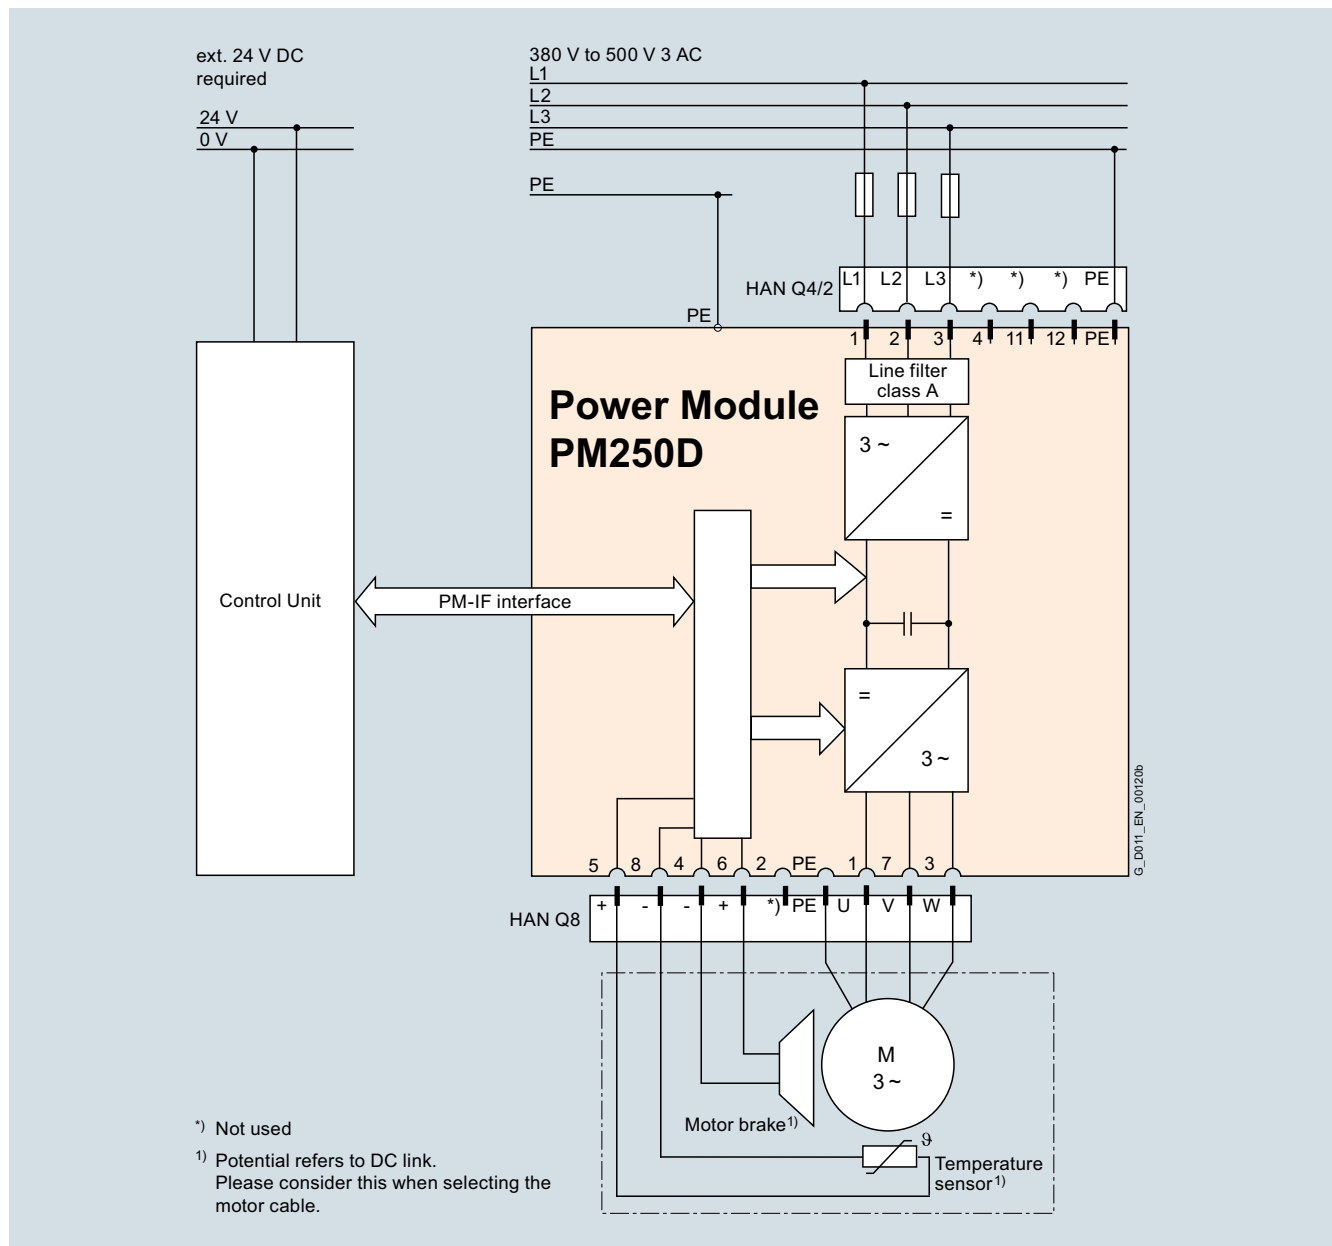 ext. 24 V DC
required
24 V
0 V
380 V to 500 V 3 AC
L1
L2
L3
PE
PE
HAN Q4/2
L1 L2 L3 *) *) *) PE
PE
1 2 3 4 11 12 PE
Line filter
class A
Power Module
PM250D
3 ~
=
Control Unit
PM-IF interface
=
3 ~
G_D011_EN_00120b
5 8 4 6 2 PE 1 7 3
HAN Q8
+ - - + *) PE U V W
M
3 ~
Motor brake1)
ϑ
Temperature
sensor1)
*) Not used
1) Potential refers to DC link.
Please consider this when selecting the
motor cable.